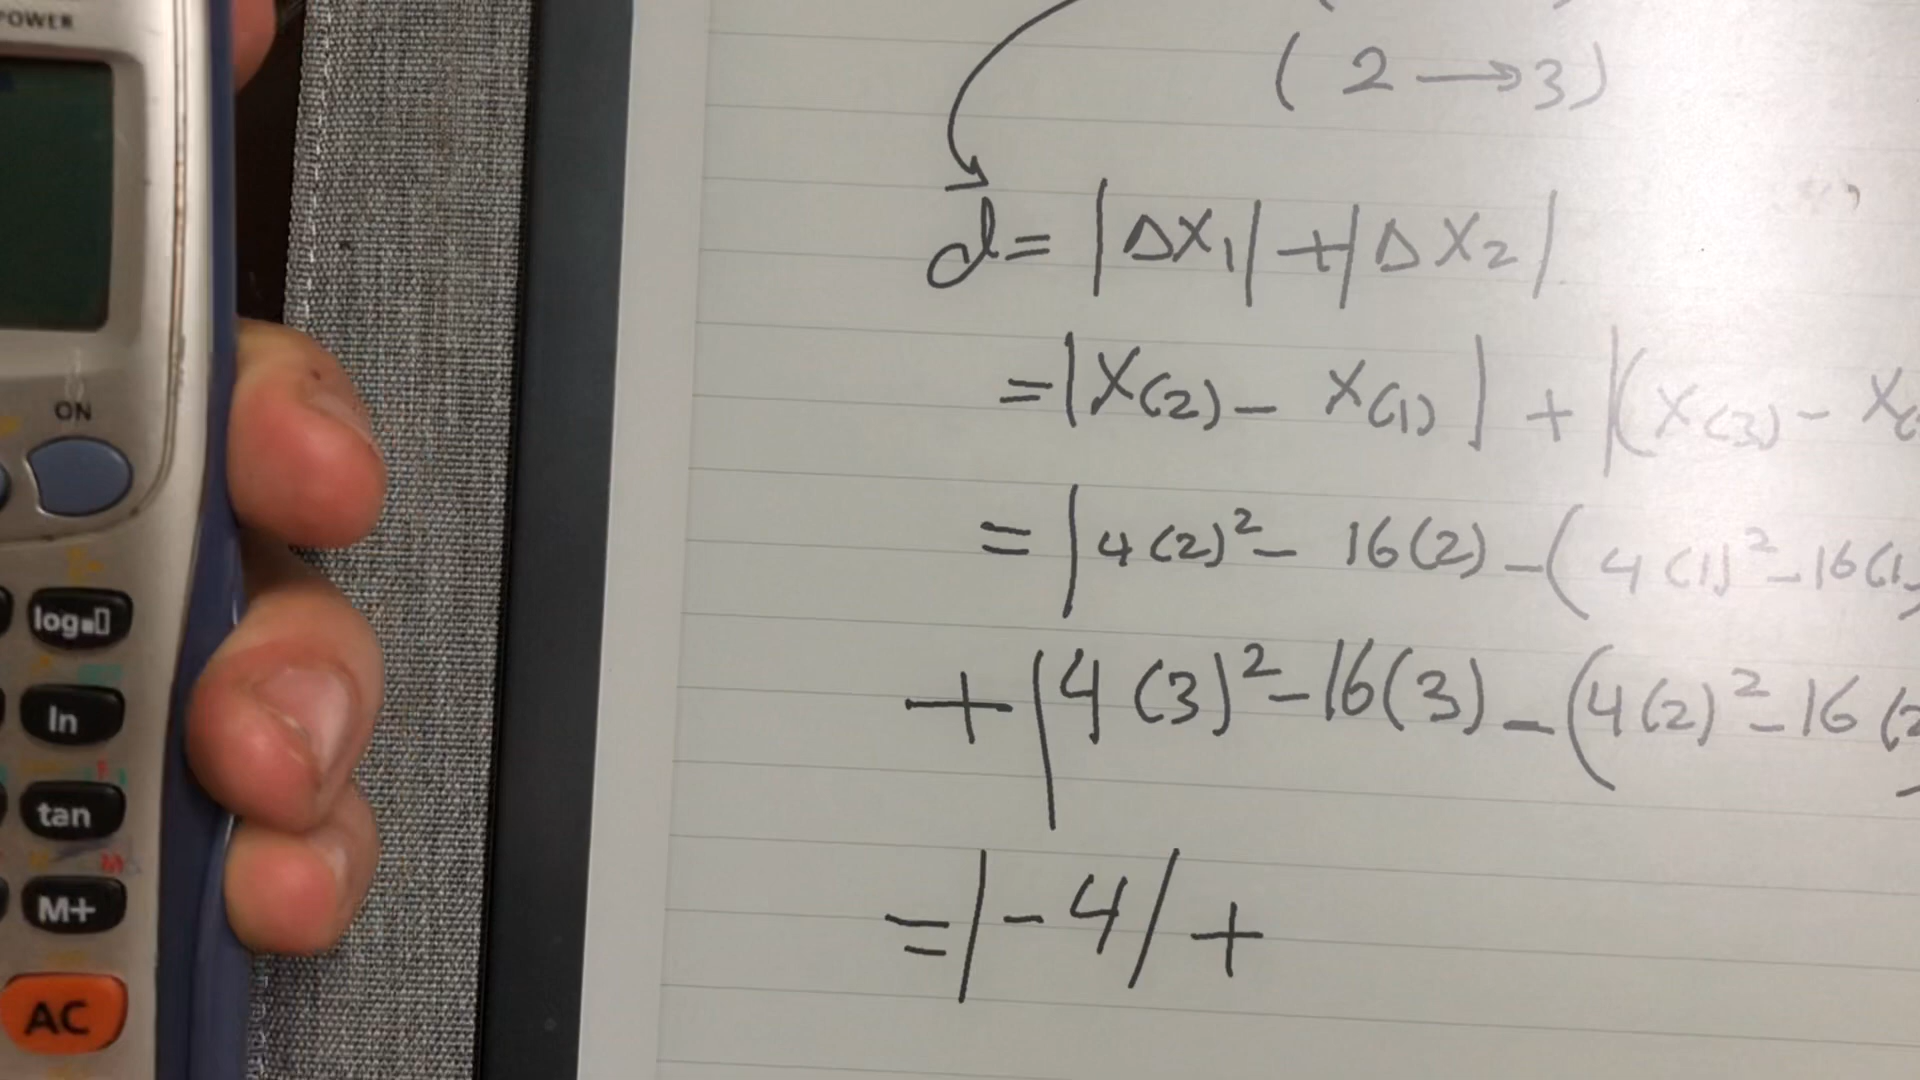 POWER
ON
log▪▯
ln
tan
M
M+
AC
( 2 ⟶ 3 )
d = |ΔX₁| + |ΔX₂|
= |X(2) - X(1)| + |(X(3) - X(
= |4(2)² - 16(2) - (4(1)² - 16(1)
+ |4(3)² - 16(3) - (4(2)² - 16(2)
= |-4| +